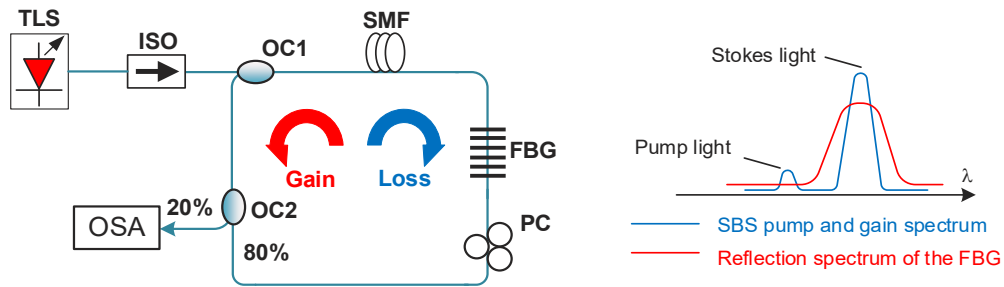 TLS
ISO
OC1
SMF
Gain
Loss
FBG
OC2
20%
OSA
80%
PC
Stokes light
Pump light
λ
SBS pump and gain spectrum
Reflection spectrum of the FBG